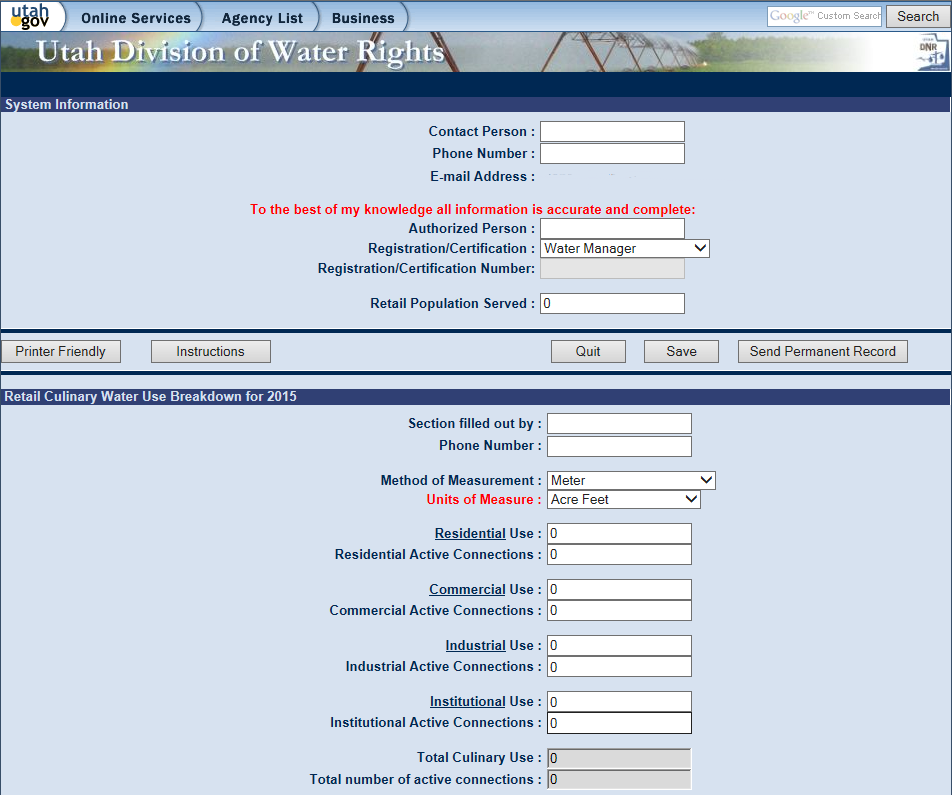 utah gov Online Services Agency List Business Google™ Custom Search Search
Utah Division of Water Rights DNR
System Information
Contact Person :
Phone Number :
E-mail Address :
To the best of my knowledge all information is accurate and complete:
Authorized Person :
Registration/Certification : Water Manager
Registration/Certification Number:
Retail Population Served : 0
Printer Friendly Instructions Quit Save Send Permanent Record
Retail Culinary Water Use Breakdown for 2015
Section filled out by :
Phone Number :
Method of Measurement : Meter
Units of Measure : Acre Feet
Residential Use : 0
Residential Active Connections : 0
Commercial Use : 0
Commercial Active Connections : 0
Industrial Use : 0
Industrial Active Connections : 0
Institutional Use : 0
Institutional Active Connections : 0
Total Culinary Use : 0
Total number of active connections : 0